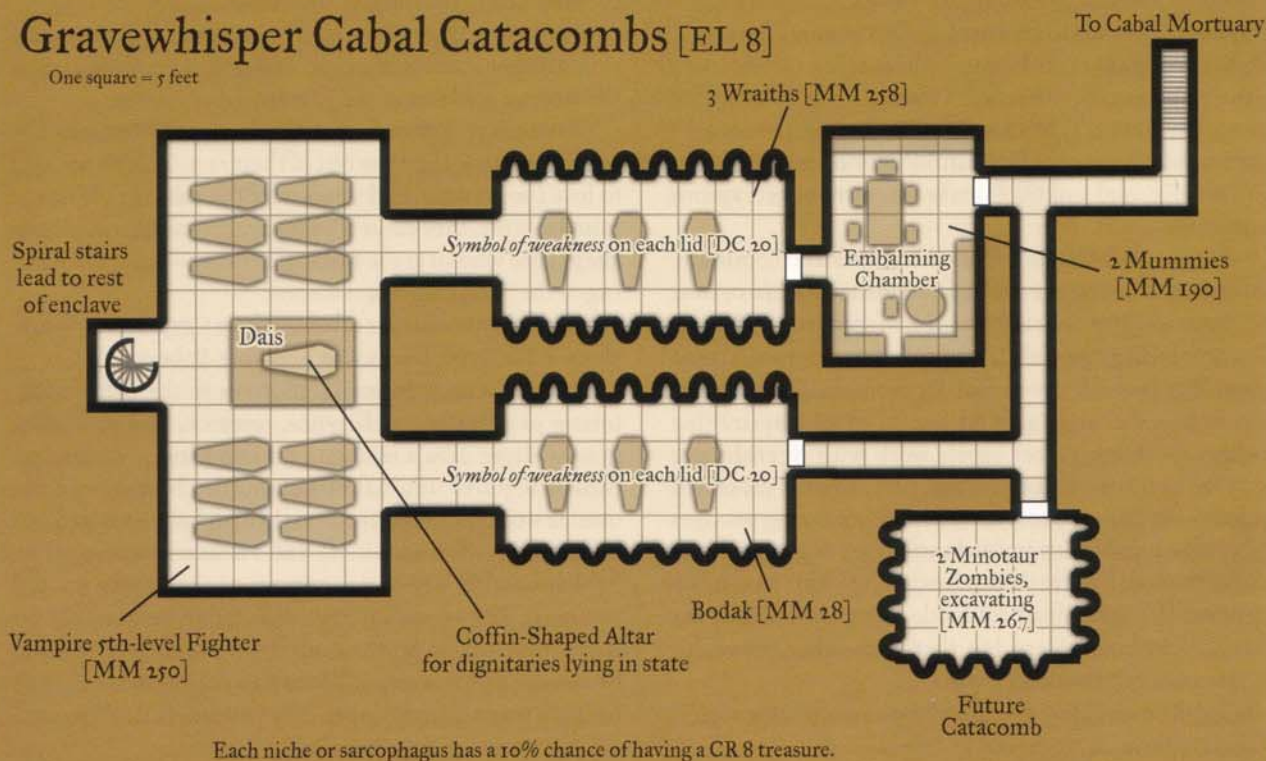 Gravewhisper Cabal Catacombs [EL 8]
One square = 5 feet
To Cabal Mortuary
3 Wraiths [MM 258]
Spiral stairs
lead to rest
of enclave
Symbol of weakness on each lid [DC 20]
Embalming
Chamber
2 Mummies
[MM 190]
Dais
Symbol of weakness on each lid [DC 20]
2 Minotaur
Zombies,
excavating
[MM 267]
Bodak [MM 28]
Vampire 5th-level Fighter
[MM 250]
Coffin-Shaped Altar
for dignitaries lying in state
Future
Catacomb
Each niche or sarcophagus has a 10% chance of having a CR 8 treasure.